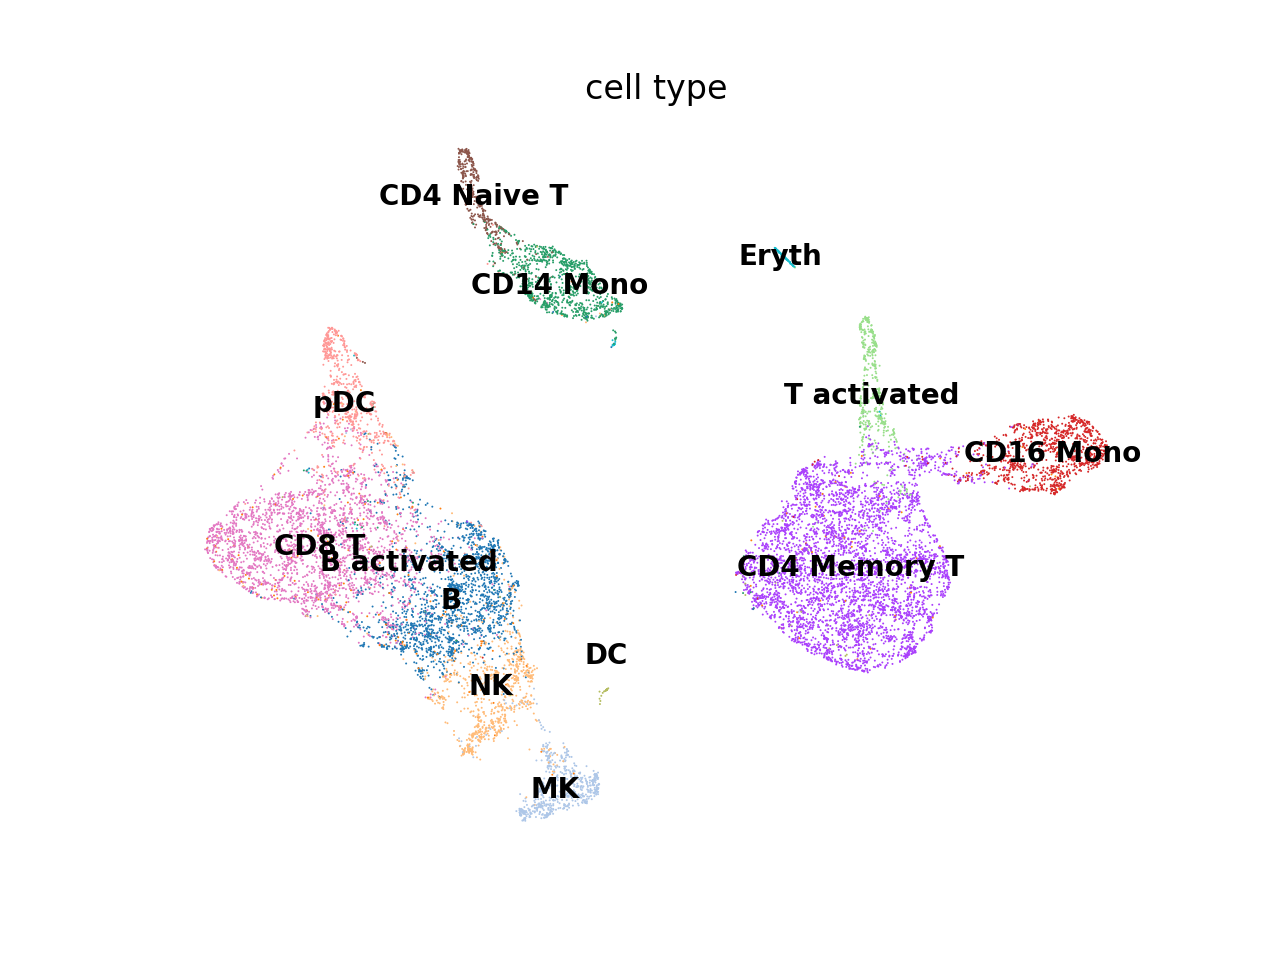 cell type
CD4 Naive T
Eryth
CD14 Mono
T activated
pDC
CD16 Mono
CD8 T
B activated
CD4 Memory T
B
DC
NK
MK